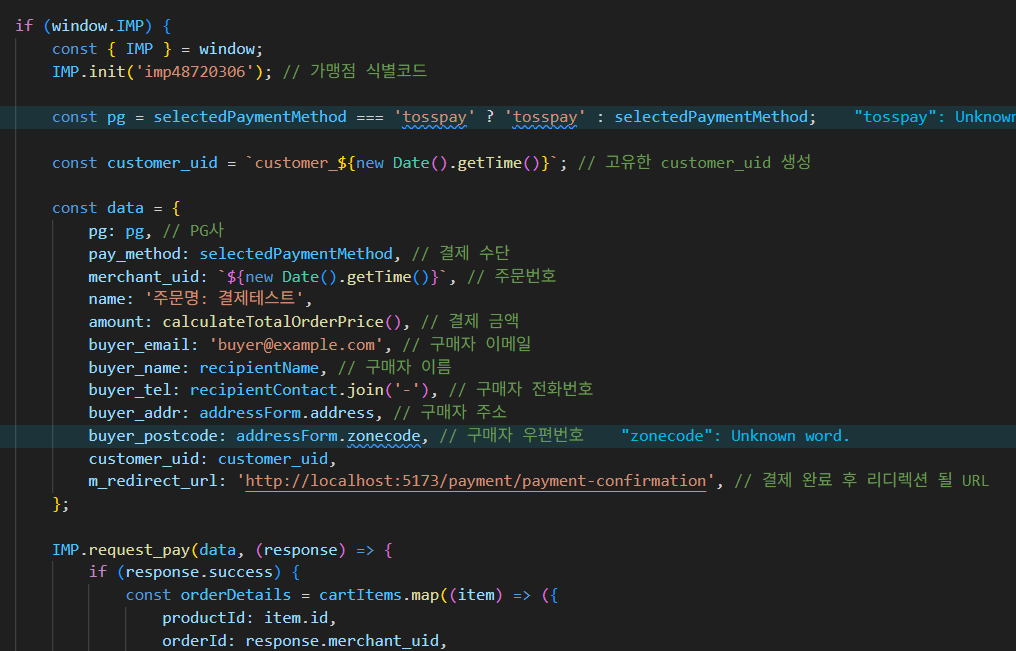 if (window.IMP) {
const { IMP } = window;
IMP.init('imp48720306'); // 가맹점 식별코드
const pg = selectedPaymentMethod === 'tosspay' ? 'tosspay' : selectedPaymentMethod; "tosspay": Unknown
const customer_uid = `customer_${new Date().getTime()}`; // 고유한 customer_uid 생성
const data = {
pg: pg, // PG사
pay_method: selectedPaymentMethod, // 결제 수단
merchant_uid: `${new Date().getTime()}`, // 주문번호
name: '주문명: 결제테스트',
amount: calculateTotalOrderPrice(), // 결제 금액
buyer_email: 'buyer@example.com', // 구매자 이메일
buyer_name: recipientName, // 구매자 이름
buyer_tel: recipientContact.join('-'), // 구매자 전화번호
buyer_addr: addressForm.address, // 구매자 주소
buyer_postcode: addressForm.zonecode, // 구매자 우편번호 "zonecode": Unknown word.
customer_uid: customer_uid,
m_redirect_url: 'http://localhost:5173/payment/payment-confirmation', // 결제 완료 후 리디렉션 될 URL
};
IMP.request_pay(data, (response) => {
if (response.success) {
const orderDetails = cartItems.map((item) => ({
productId: item.id,
orderId: response.merchant_uid,